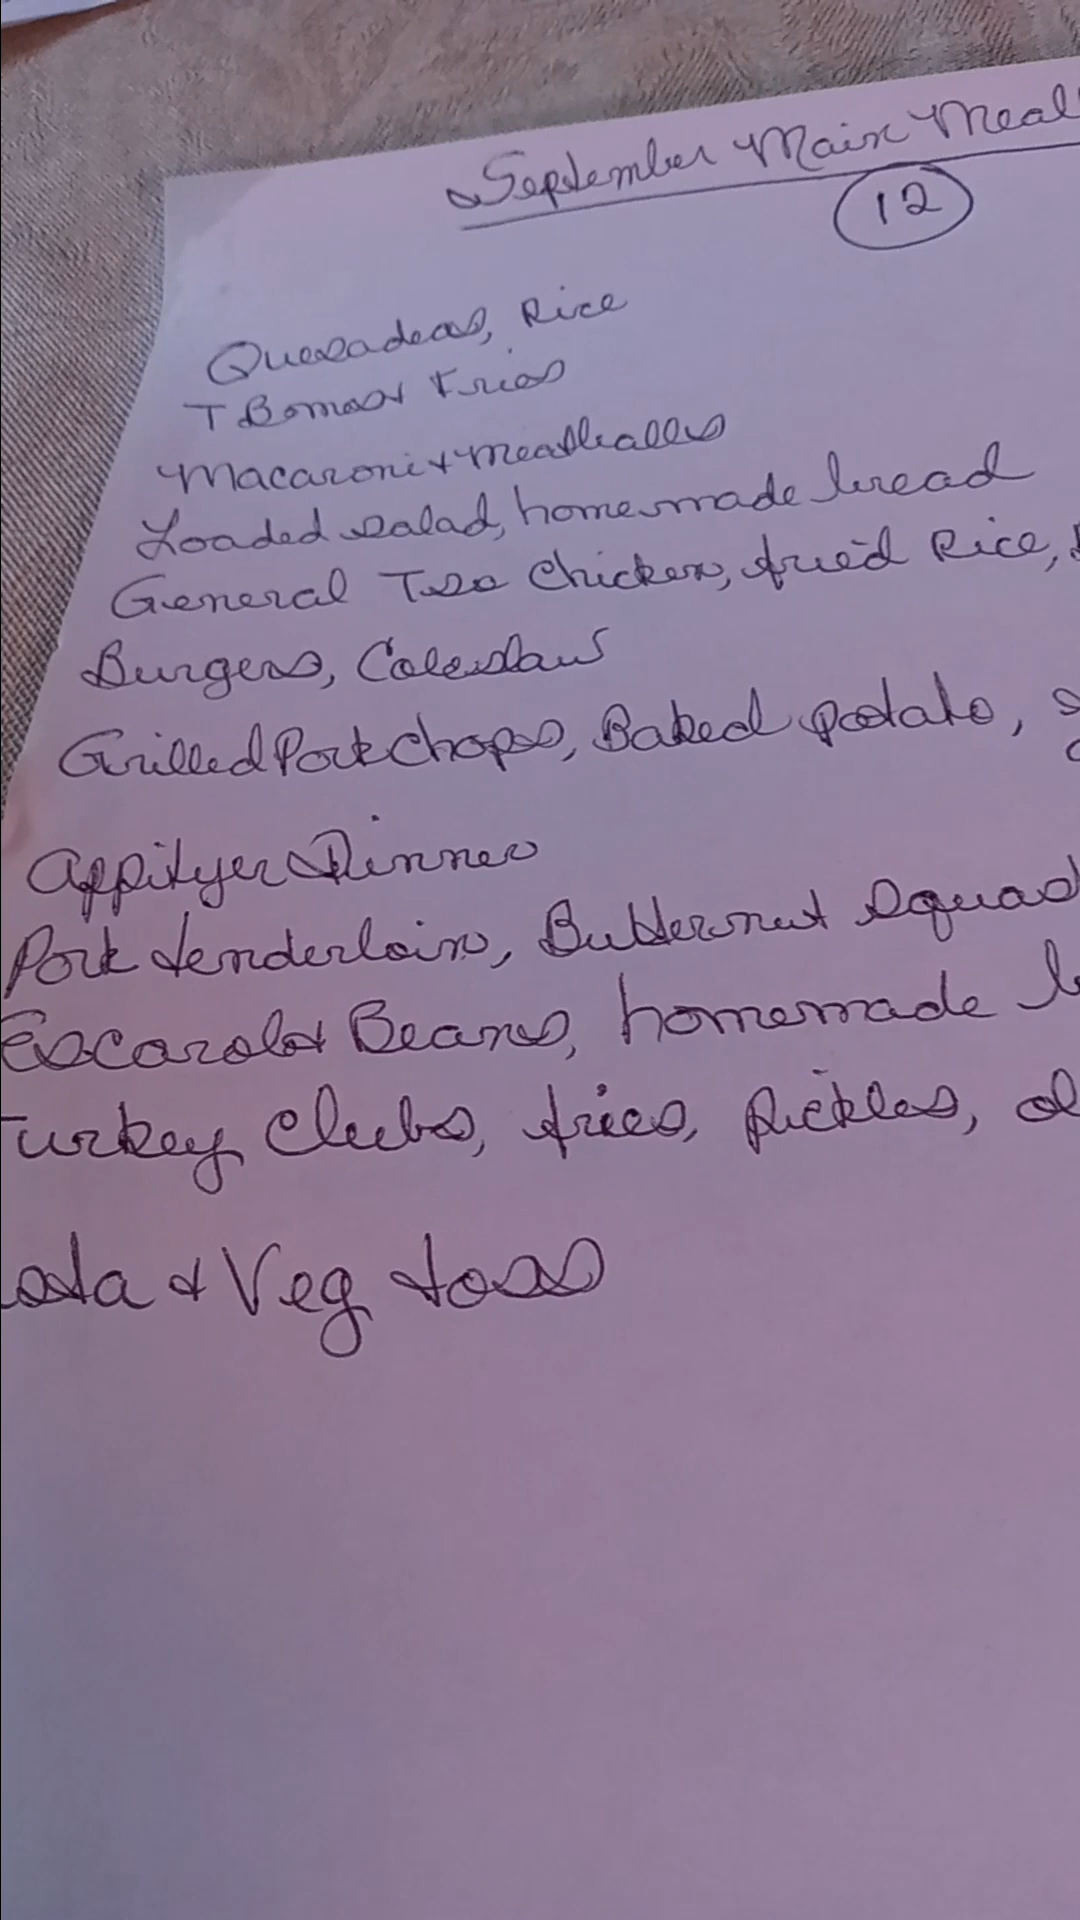 September Main Meal
12
Quesadeas, Rice
T Bones + Fries
Macaroni + Meatballs
Loaded salad, homemade bread
General Tso Chicken, fried Rice,
Burgers, Coleslaw
Grilled Pork Chops, Baked potato,
Appityer Dinner
Pork tenderloin, Butternut Squas
Escarole + Beans, homemade b
Turkey Clubs, fries, pickles,
asta + Veg toss